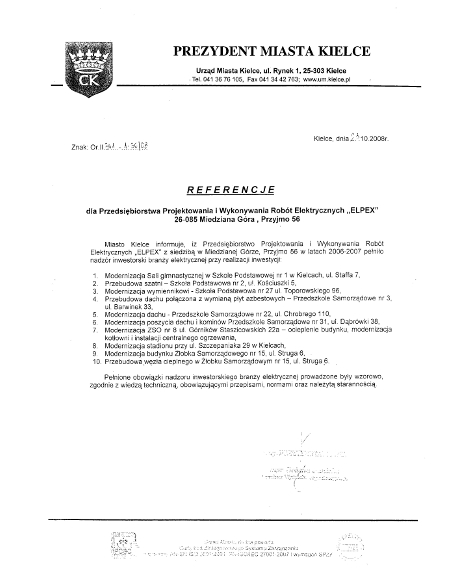 PREZYDENT MIASTA KIELCE
Urząd Miasta Kielce, ul. Rynek 1, 25-303 Kielce
Tel. 041 36 76 105, Fax 041 34 42 763; www.um.kielce.pl
CK
Kielce, dnia 10.2008r.
Znak: Or.II.
REFERENCJE
dla Przedsiębiorstwa Projektowania i Wykonywania Robót Elektrycznych „ELPEX"
26-085 Miedziana Góra , Przyjmo 56
Miasto Kielce informuje, iż Przedsiębiorstwo Projektowania i Wykonywania Robót
Elektrycznych „ELPEX" z siedzibą w Miedzianej Górze, Przyjmo 56 w latach 2006-2007 pełniło
nadzór inwestorski branży elektrycznej przy realizacji inwestycji:
1. Modernizacja Sali gimnastycznej w Szkole Podstawowej nr 1 w Kielcach, ul. Staffa 7,
2. Przebudowa szatni – Szkoła Podstawowa nr 2, ul. Kościuszki 5,
3. Modernizacja wymiennikowi - Szkoła Podstawowa nr 27 ul. Toporowskiego 96,
4. Przebudowa dachu połączona z wymianą płyt azbestowych – Przedszkole Samorządowe nr 3,
ul. Barwinek 33,
5. Modernizacja dachu - Przedszkole Samorządowe nr 22, ul. Chrobrego 110,
6. Modernizacja poszycia dachu i kominów Przedszkole Samorządowe nr 31, ul. Dąbrówki 38,
7. Modernizacja ZSO nr 8 ul. Górników Staszicowskich 22a – ocieplenie budynku, modernizacja
kotłowni i instalacji centralnego ogrzewania,
8. Modernizacja stadionu przy ul. Szczepaniaka 29 w Kielcach,
9. Modernizacja budynku Żłobka Samorządowego nr 15, ul. Struga 6,
10. Przebudowa węzła cieplnego w Żłobku Samorządowym nr 15, ul. Struga 6.
Pełnione obowiązki nadzoru inwestorskiego branży elektrycznej prowadzone były wzorowo,
zgodnie z wiedzą techniczną, obowiązującymi przepisami, normami oraz należytą starannością.